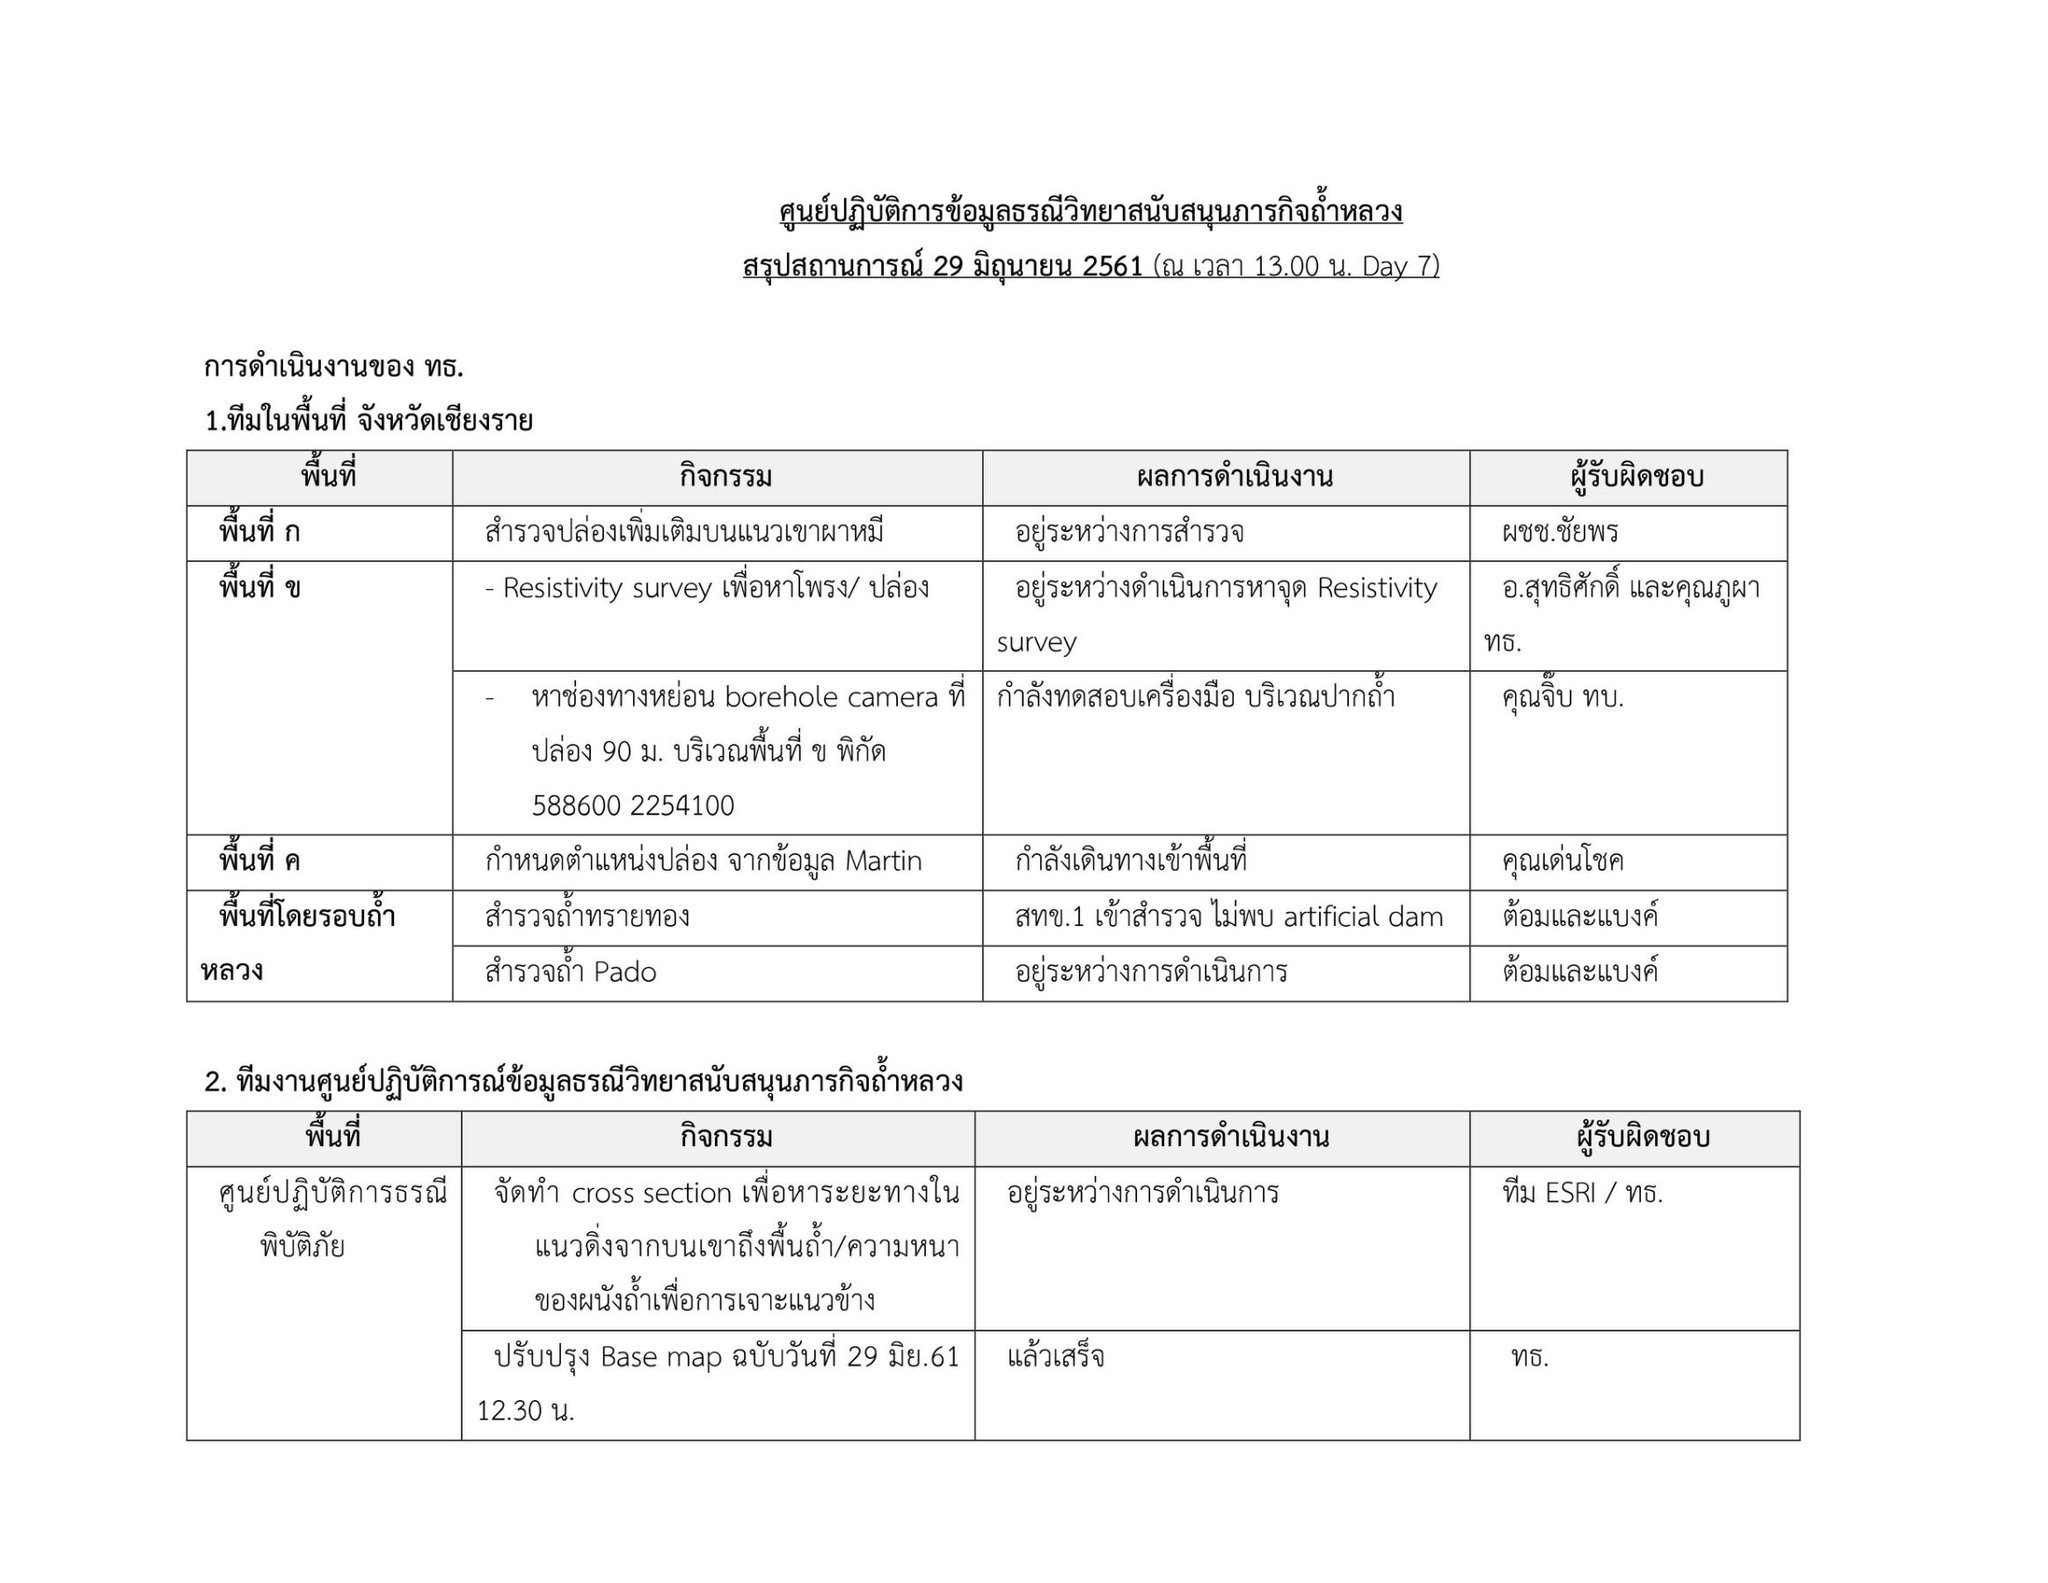 ศูนย์ปฏิบัติการข้อมูลธรณีวิทยาสนับสนุนภารกิจถ้ำหลวง
สรุปสถานการณ์ 29 มิถุนายน 2561 (ณ เวลา 13.00 น. Day 7)
การดำเนินงานของ ทธ.
1.ทีมในพื้นที่ จังหวัดเชียงราย
พื้นที่ กิจกรรม ผลการดำเนินงาน ผู้รับผิดชอบ
พื้นที่ ก สำรวจปล่องเพิ่มเติมบนแนวเขาผาหมี อยู่ระหว่างการสำรวจ ผชช.ชัยพร
พื้นที่ ข - Resistivity survey เพื่อหาโพรง/ ปล่อง อยู่ระหว่างดำเนินการหาจุด Resistivity อ.สุทธิศักดิ์ และคุณภูผา
survey ทธ.
- หาช่องทางหย่อน borehole camera ที่ กำลังทดสอบเครื่องมือ บริเวณปากถ้ำ คุณจิ๊บ ทบ.
ปล่อง 90 ม. บริเวณพื้นที่ ข พิกัด
588600 2254100
พื้นที่ ค กำหนดตำแหน่งปล่อง จากข้อมูล Martin กำลังเดินทางเข้าพื้นที่ คุณเด่นโชค
พื้นที่โดยรอบถ้ำ สำรวจถ้ำทรายทอง สทข.1 เข้าสำรวจ ไม่พบ artificial dam ต้อมและแบงค์
หลวง สำรวจถ้ำ Pado อยู่ระหว่างการดำเนินการ ต้อมและแบงค์
2. ทีมงานศูนย์ปฏิบัติการณ์ข้อมูลธรณีวิทยาสนับสนุนภารกิจถ้ำหลวง
พื้นที่ กิจกรรม ผลการดำเนินงาน ผู้รับผิดชอบ
ศูนย์ปฏิบัติการธรณี จัดทำ cross section เพื่อหาระยะทางใน อยู่ระหว่างการดำเนินการ ทีม ESRI / ทธ.
พิบัติภัย แนวดิ่งจากบนเขาถึงพื้นถ้ำ/ความหนา
ของผนังถ้ำเพื่อการเจาะแนวข้าง
ปรับปรุง Base map ฉบับวันที่ 29 มิย.61 แล้วเสร็จ ทธ.
12.30 น.